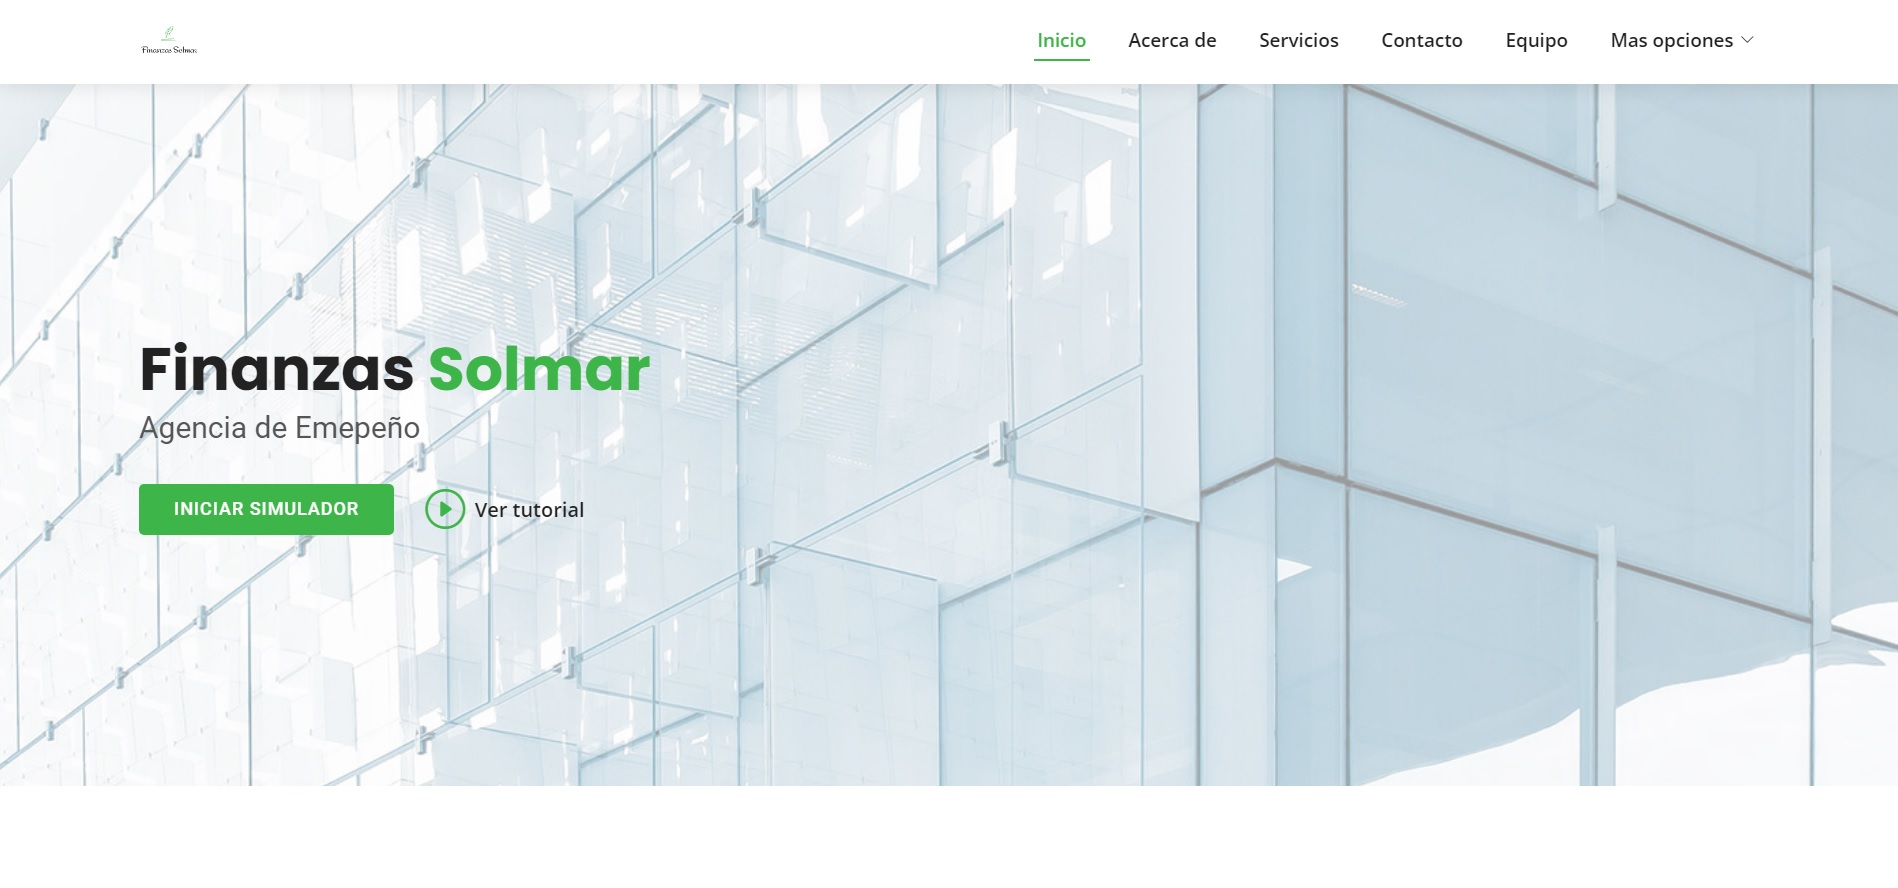 Finanzas Solmar
Inicio
Acerca de
Servicios
Contacto
Equipo
Mas opciones
Finanzas Solmar
Agencia de Emepeño
INICIAR SIMULADOR
Ver tutorial